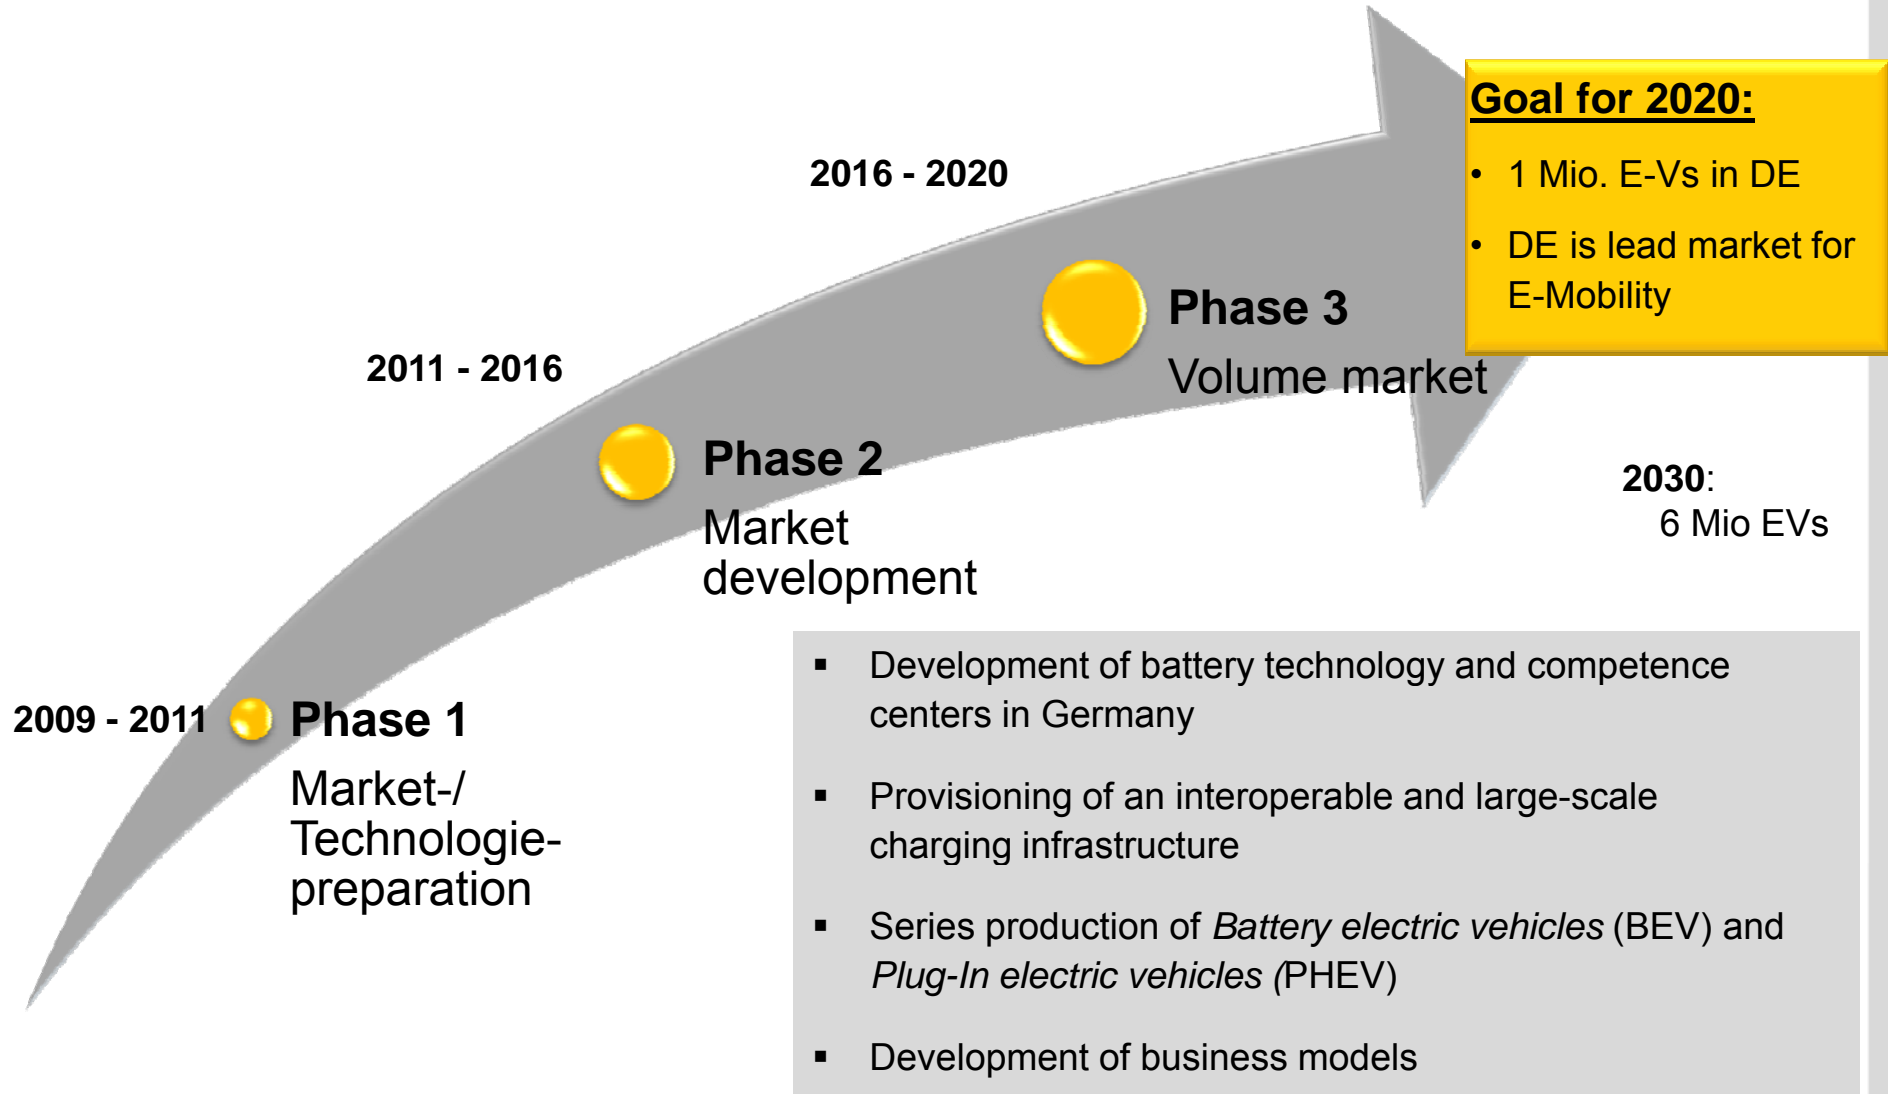 Goal for 2020:
• 1 Mio. E-Vs in DE
• DE is lead market for
E-Mobility
2016 - 2020
Phase 3
Volume market
2011 - 2016
Phase 2
Market
development
2030:
6 Mio EVs
2009 - 2011
Phase 1
Market-/
Technologie-
preparation
▪ Development of battery technology and competence
centers in Germany
▪ Provisioning of an interoperable and large-scale
charging infrastructure
▪ Series production of Battery electric vehicles (BEV) and
Plug-In electric vehicles (PHEV)
▪ Development of business models